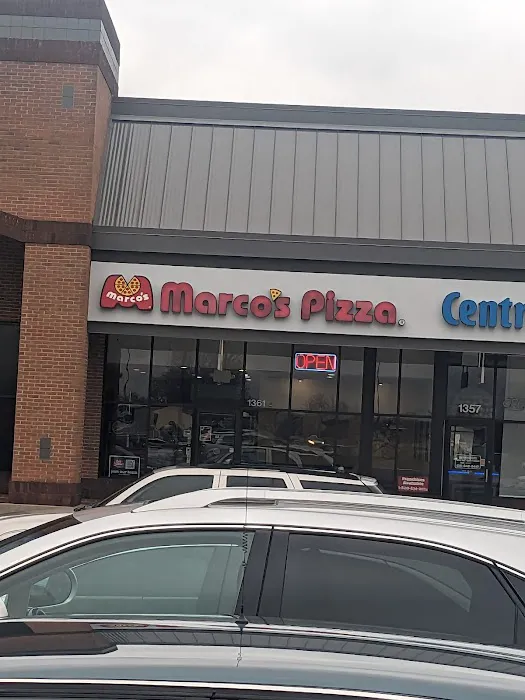 marco's
Marco's Pizza
Centr
OPEN
1361
1357